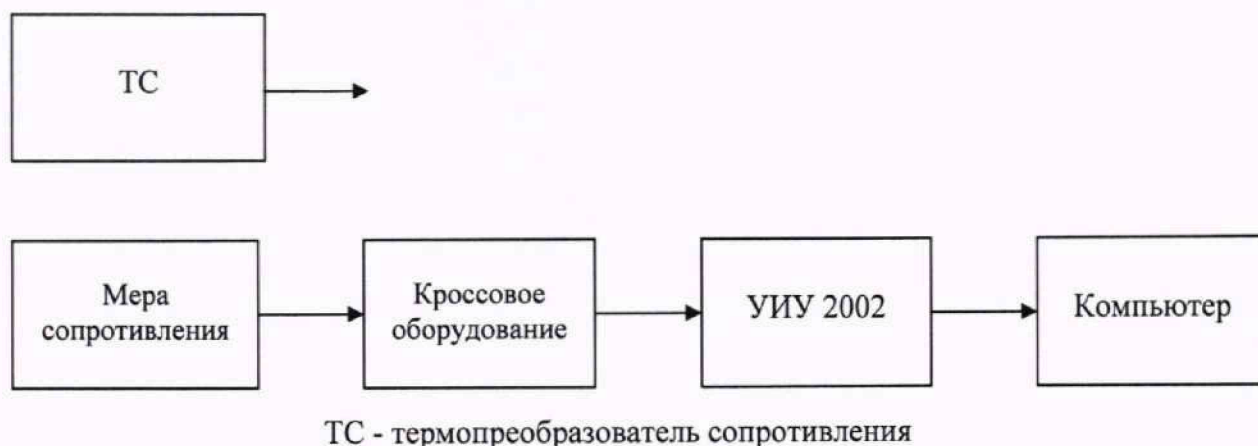 ТС
Мера
сопротивления
Кроссовое
оборудование
УИУ 2002
Компьютер
ТС - термопреобразователь сопротивления